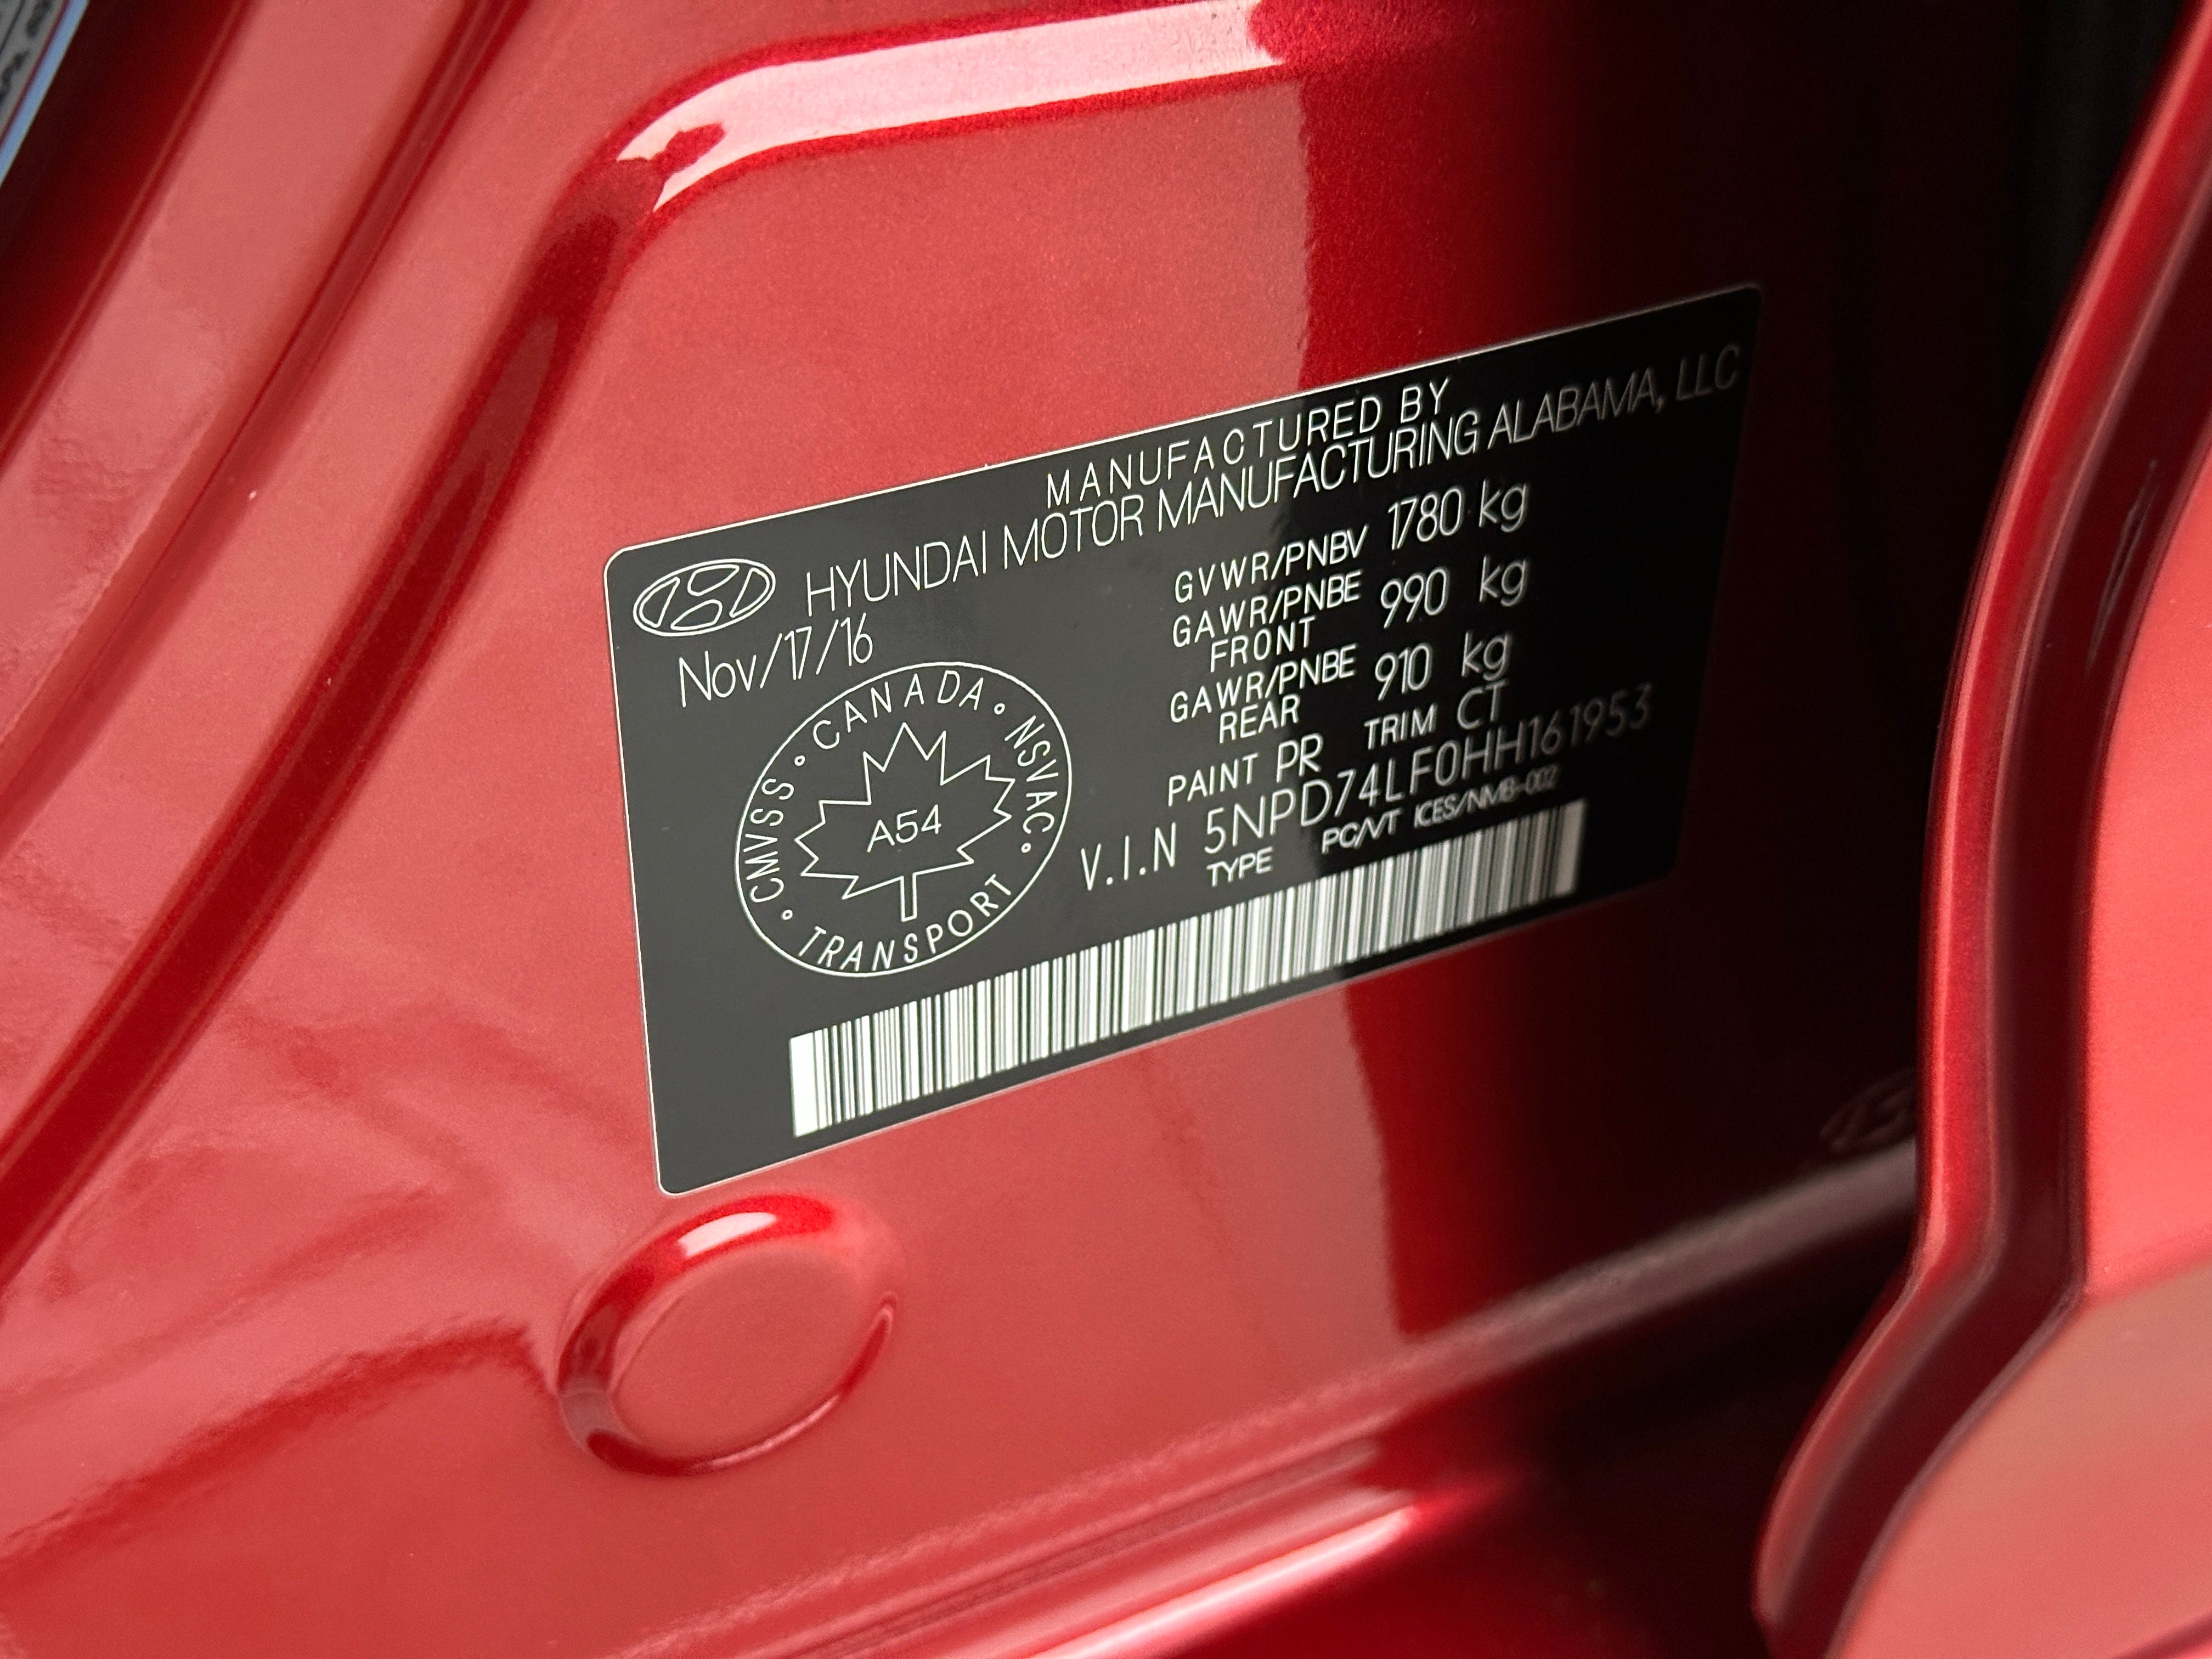 MANUFACTURED BY
HYUNDAI MOTOR MANUFACTURING ALABAMA, LLC
Nov/17/16
GVWR/PNBV 1780 kg
GAWR/PNBE 990 kg
FRONT
GAWR/PNBE 910 kg
REAR
PAINT PR TRIM CT
V.I.N 5NPD74LF0HH161953
TYPE PC/VT ICES/NMB-002
• CMVSS • CANADA • NSVAC •
A54
TRANSPORT